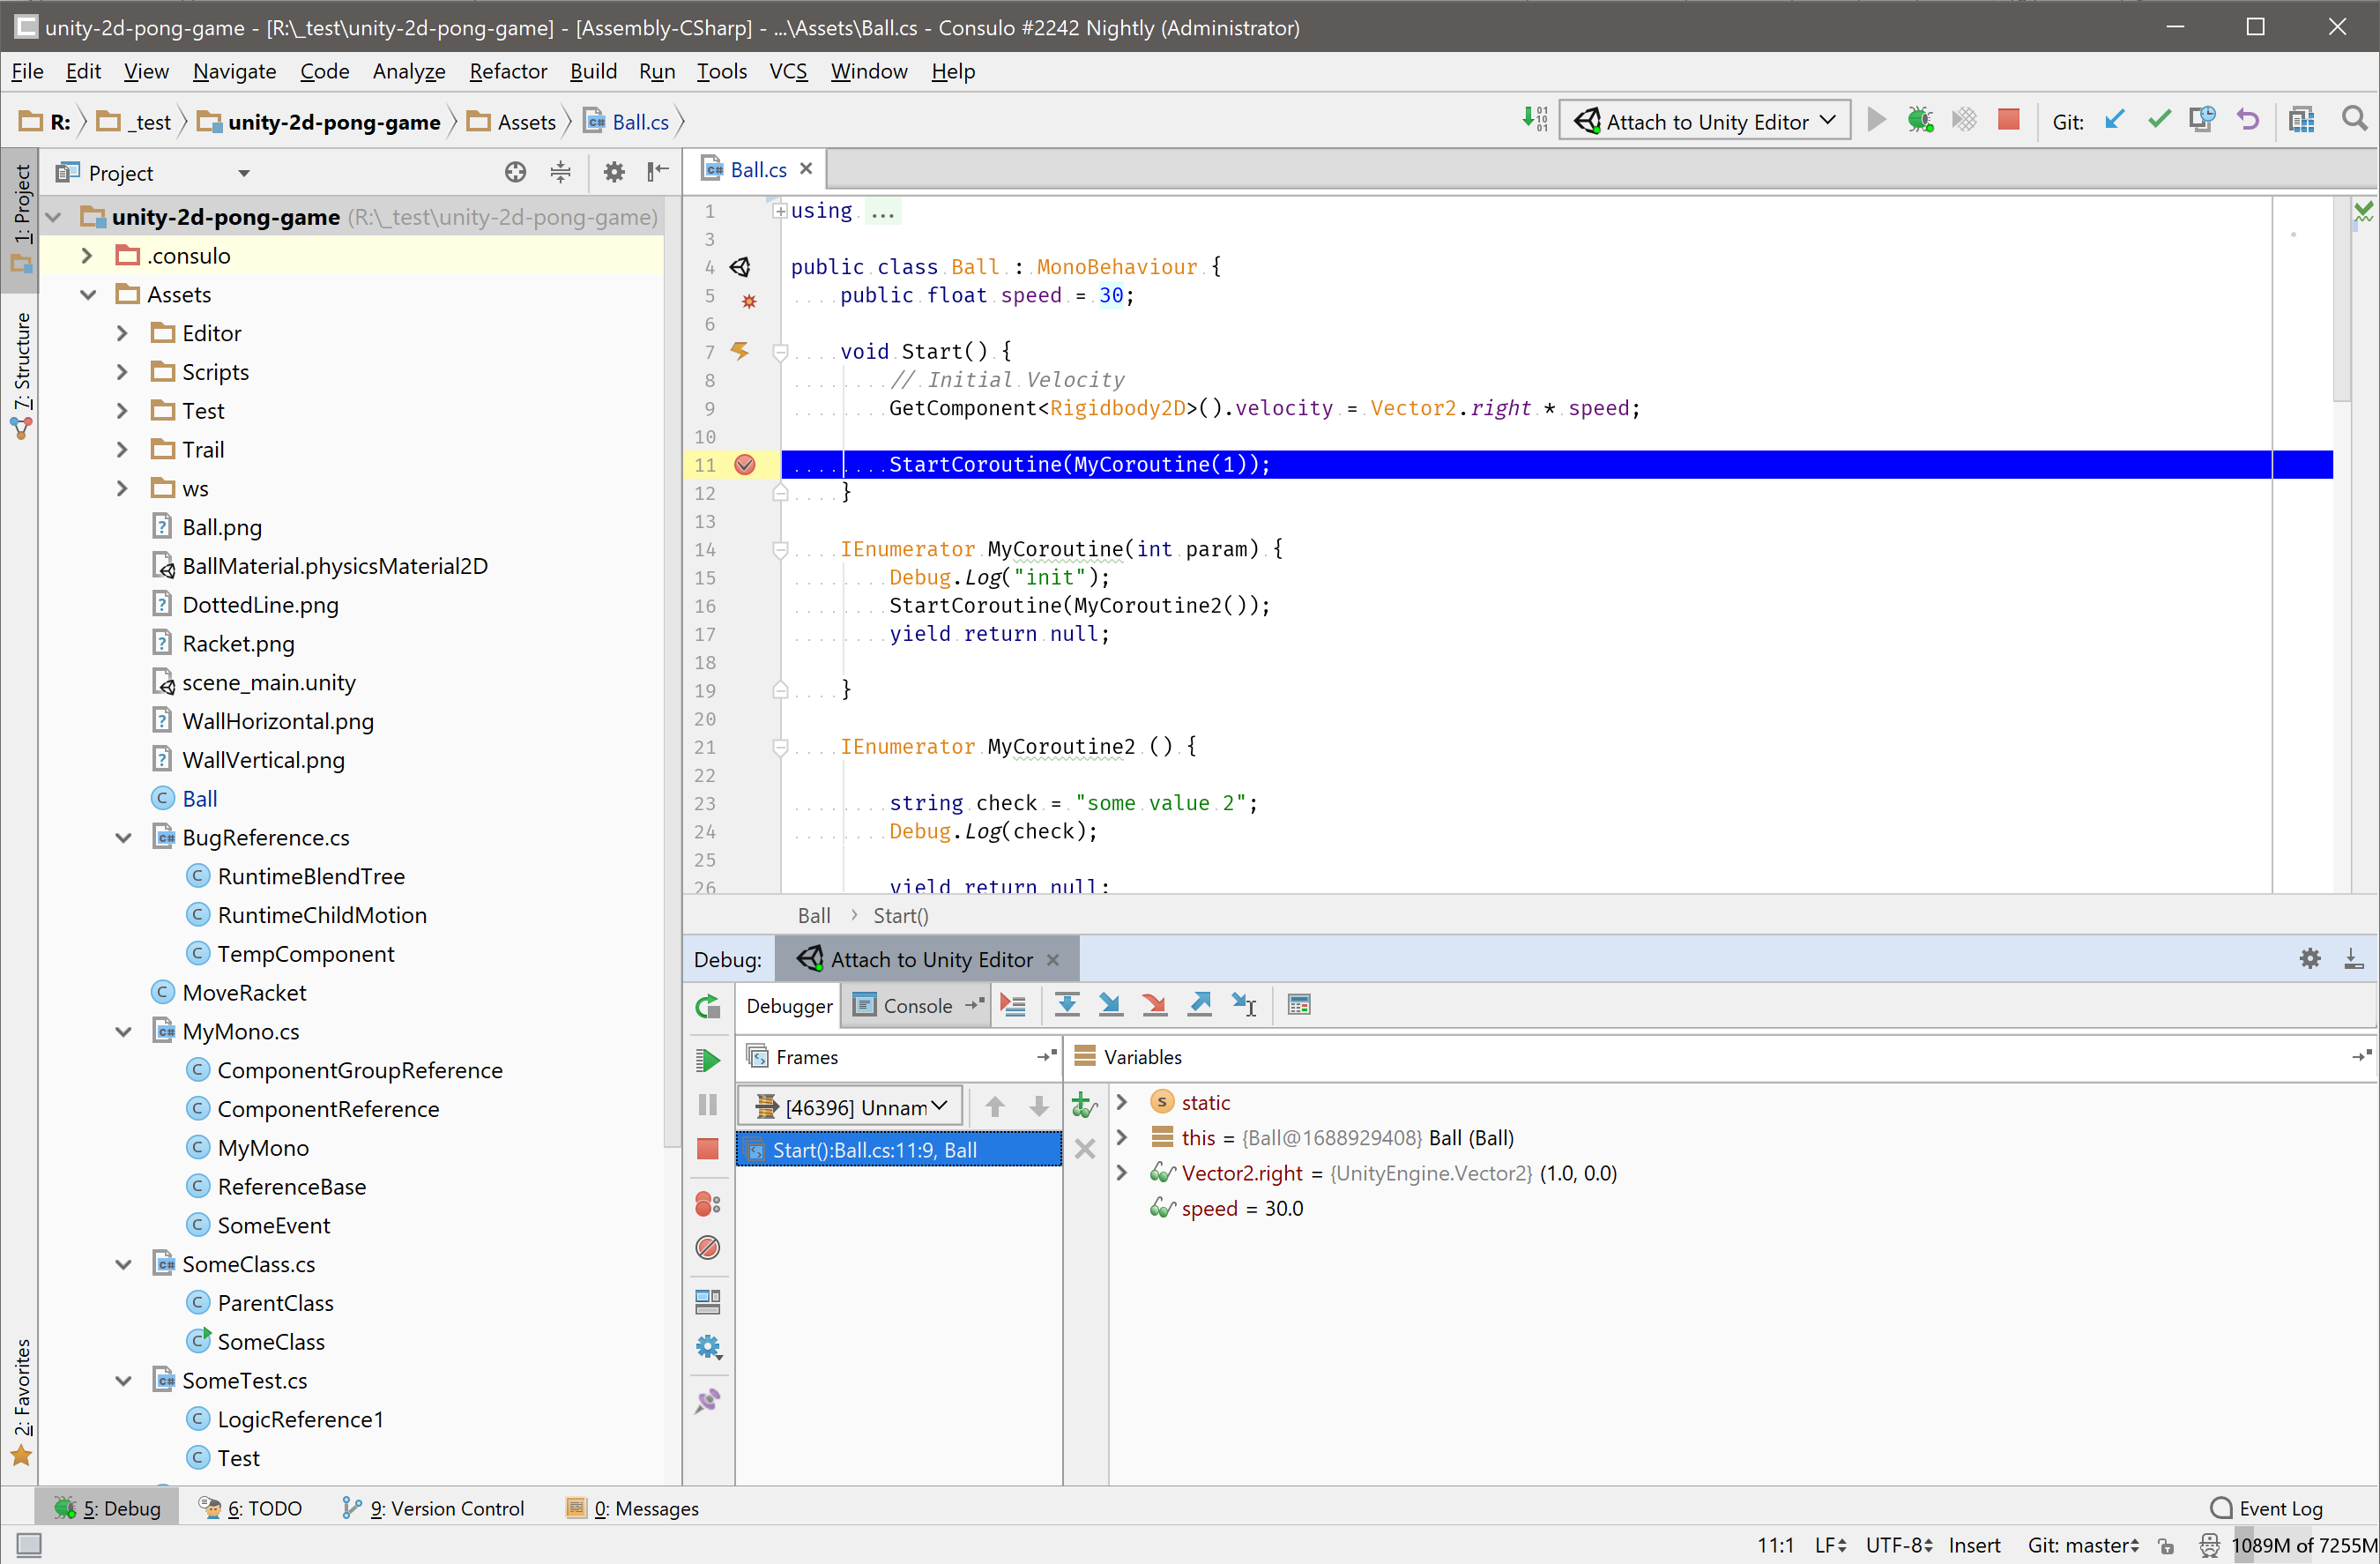 unity-2d-pong-game - [R:\_test\unity-2d-pong-game] - [Assembly-CSharp] - ...\Assets\Ball.cs - Consulo #2242 Nightly (Administrator)
File Edit View Navigate Code Analyze Refactor Build Run Tools VCS Window Help
R: _test unity-2d-pong-game Assets Ball.cs
Attach to Unity Editor
Git:
1: Project
7: Structure
2: Favorites
Project
unity-2d-pong-game (R:\_test\unity-2d-pong-game)
.consulo
Assets
Editor
Scripts
Test
Trail
ws
Ball.png
BallMaterial.physicsMaterial2D
DottedLine.png
Racket.png
scene_main.unity
WallHorizontal.png
WallVertical.png
Ball
BugReference.cs
RuntimeBlendTree
RuntimeChildMotion
TempComponent
MoveRacket
MyMono.cs
ComponentGroupReference
ComponentReference
MyMono
ReferenceBase
SomeEvent
SomeClass.cs
ParentClass
SomeClass
SomeTest.cs
LogicReference1
Test
Ball.cs
1 using ...
3
4 public class Ball : MonoBehaviour {
5 public float speed = 30;
6
7 void Start() {
8 // Initial Velocity
9 GetComponent<Rigidbody2D>().velocity = Vector2.right * speed;
10
11 StartCoroutine(MyCoroutine(1));
12 }
13
14 IEnumerator MyCoroutine(int param) {
15 Debug.Log("init");
16 StartCoroutine(MyCoroutine2());
17 yield return null;
18
19 }
20
21 IEnumerator MyCoroutine2 () {
22
23 string check = "some value 2";
24 Debug.Log(check);
25
26 yield return null;
Ball Start()
Debug: Attach to Unity Editor
Debugger Console
Frames
Variables
[46396] Unnam
Start():Ball.cs:11:9, Ball
static
this = {Ball@1688929408} Ball (Ball)
Vector2.right = {UnityEngine.Vector2} (1.0, 0.0)
speed = 30.0
5: Debug 6: TODO 9: Version Control 0: Messages
Event Log
11:1 LF UTF-8 Insert Git: master 1089M of 7255M